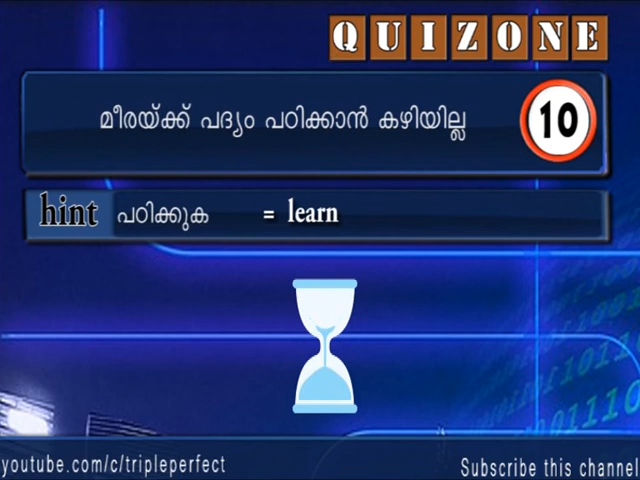 QUIZONE
മീരയ്ക്ക് പദ്യം പഠിക്കാൻ കഴിയില്ല
10
hint പഠിക്കുക = learn
youtube.com/c/tripleperfect
Subscribe this channel